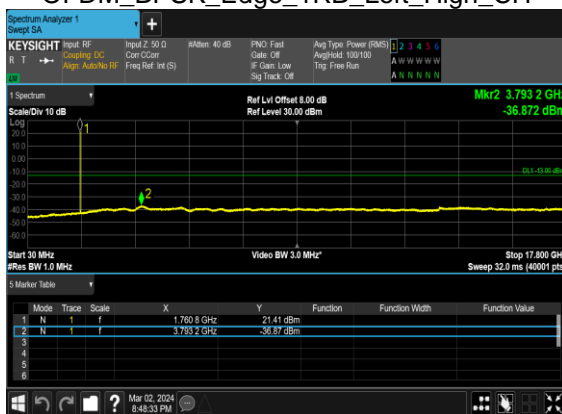 Spectrum Analyzer 1
Swept SA
+
KEYSIGHT Input: RF Input Z: 50 Ω #Atten: 40 dB PNO: Fast Avg Type: Power (RMS) 1 2 3 4 5 6
R T Coupling: DC Corr CCorr Gate: Off Avg|Hold: 100/100 A W W W W W
Align: Auto/No RF Freq Ref: Int (S) IF Gain: Low Trig: Free Run
LXI Sig Track: Off A N N N N N
1 Spectrum Ref Lvl Offset 8.00 dB Mkr2 3.793 2 GHz
Scale/Div 10 dB Ref Level 30.00 dBm -36.872 dBm
Log
1
20.0
10.0
0.00
-10.0
DL1 -13.00 dBm
-20.0
2
-30.0
-40.0
-50.0
-60.0
Start 30 MHz Video BW 3.0 MHz* Stop 17.800 GHz
#Res BW 1.0 MHz Sweep 32.0 ms (40001 pts)
5 Marker Table
Mode Trace Scale X Y Function Function Width Function Value
1 N 1 f 1.760 8 GHz 21.41 dBm
2 N 1 f 3.793 2 GHz -36.87 dBm
3
4
5
6
? Mar 02, 2024
8:48:33 PM